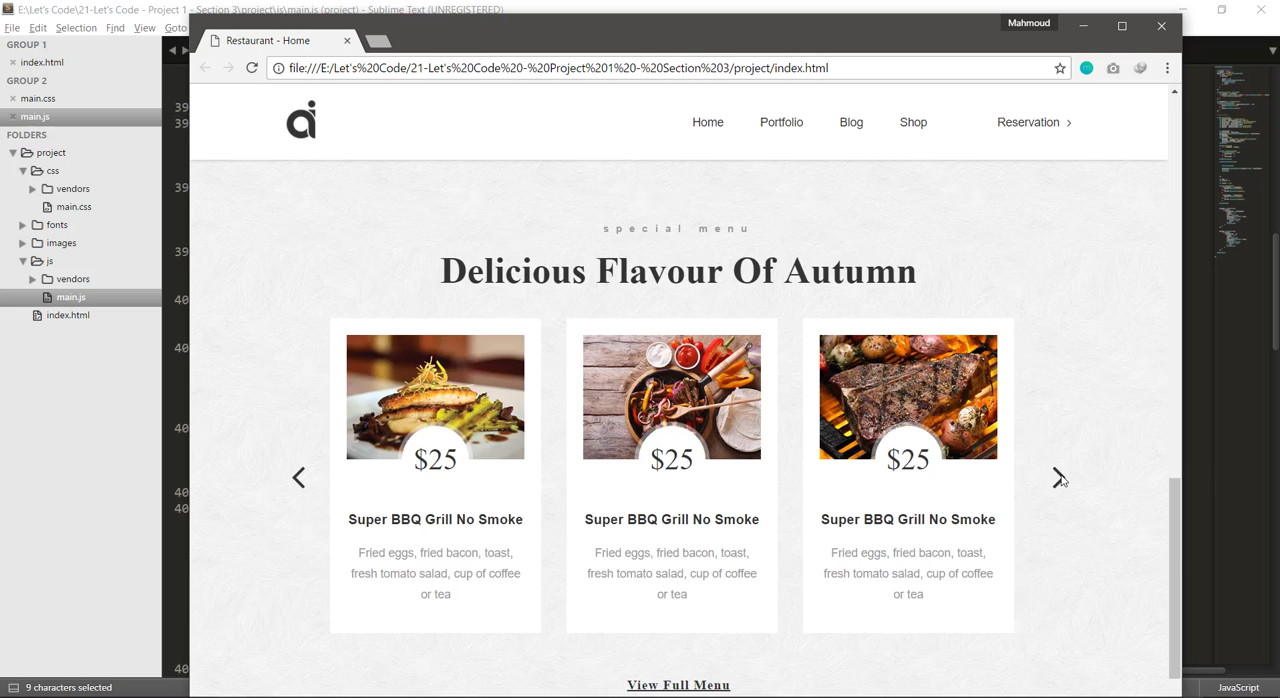 E:\Let's Code\21-Let's Code - Project 1 - Section 3\project\js\main.js (project) - Sublime Text (UNREGISTERED)
File Edit Selection Find View Goto
GROUP 1
index.html
GROUP 2
main.css
main.js
FOLDERS
project
css
vendors
main.css
fonts
images
js
vendors
main.js
index.html
9 characters selected
JavaScript
Mahmoud
Restaurant - Home
file:///E:/Let's%20Code/21-Let's%20Code%20-%20Project%201%20-%20Section%203/project/index.html
Home Portfolio Blog Shop Reservation
special menu
Delicious Flavour Of Autumn
$25 $25 $25
Super BBQ Grill No Smoke Super BBQ Grill No Smoke Super BBQ Grill No Smoke
Fried eggs, fried bacon, toast, Fried eggs, fried bacon, toast, Fried eggs, fried bacon, toast,
fresh tomato salad, cup of coffee fresh tomato salad, cup of coffee fresh tomato salad, cup of coffee
or tea or tea or tea
View Full Menu